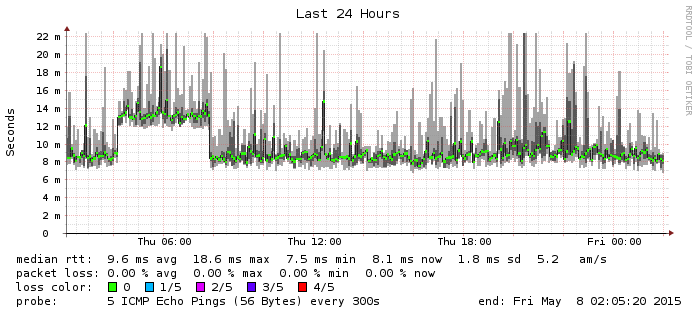 Last 24 Hours
RRDTOOL / TOBI OETIKER
Seconds
22 m
20 m
18 m
16 m
14 m
12 m
10 m
8 m
6 m
4 m
2 m
0
Thu 06:00 Thu 12:00 Thu 18:00 Fri 00:00
median rtt: 9.6 ms avg 18.6 ms max 7.5 ms min 8.1 ms now 1.8 ms sd 5.2 am/s
packet loss: 0.00 % avg 0.00 % max 0.00 % min 0.00 % now
loss color: 0 1/5 2/5 3/5 4/5
probe: 5 ICMP Echo Pings (56 Bytes) every 300s end: Fri May 8 02:05:20 2015